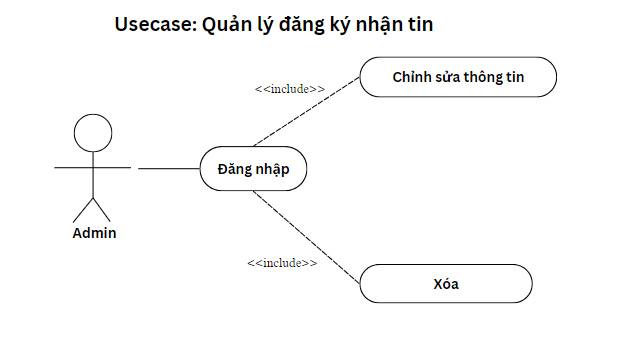 Usecase: Quản lý đăng ký nhận tin
Chỉnh sửa thông tin
<<include>>
Đăng nhập
Admin
<<include>>
Xóa